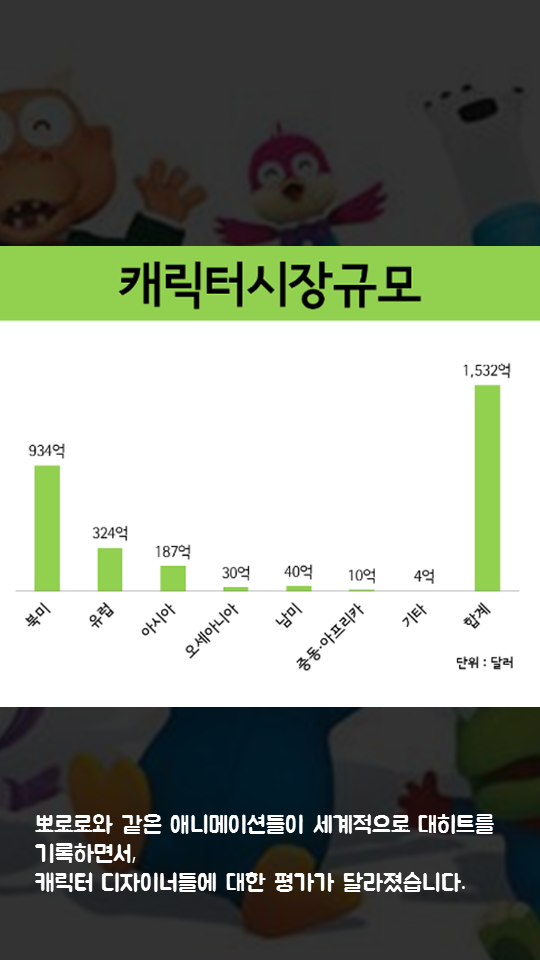 캐릭터시장규모
1,532억
934억
324억
187억
30억
40억
10억
4억
북미
유럽
아시아
오세아니아
남미
중동·아프리카
기타
합계
단위 : 달러
뽀로로와 같은 애니메이션들이 세계적으로 대히트를
기록하면서,
캐릭터 디자이너들에 대한 평가가 달라졌습니다.